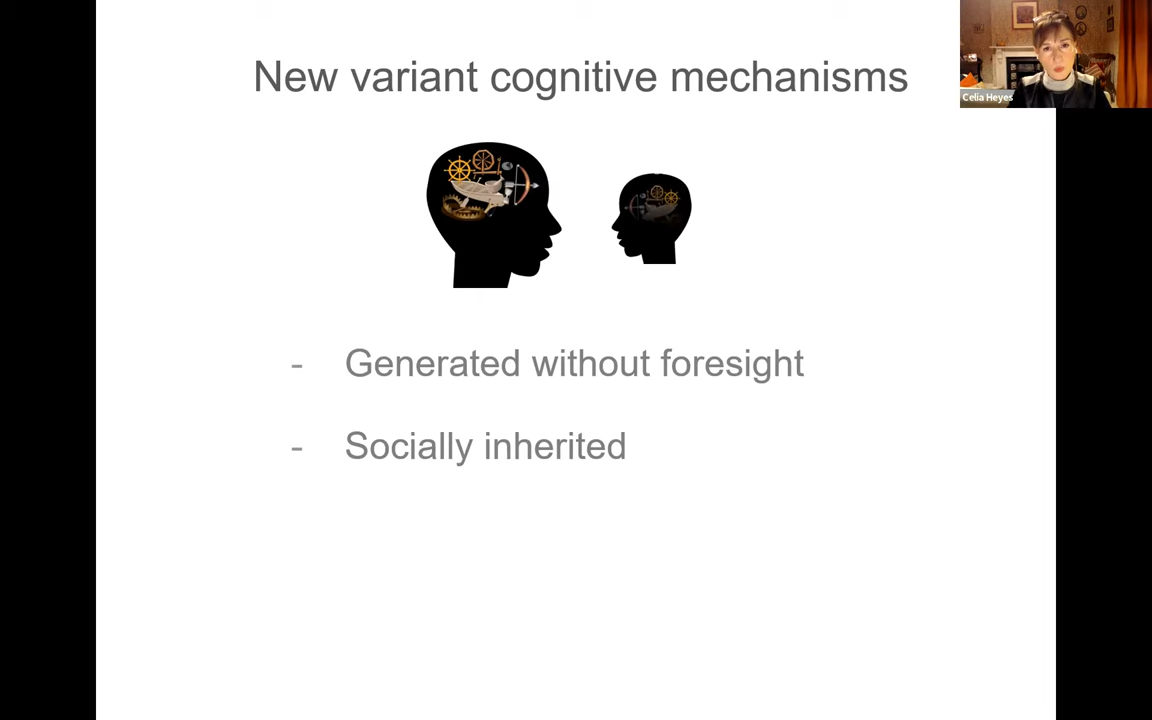 New variant cognitive mechanisms
Celia Heyes
- Generated without foresight
- Socially inherited